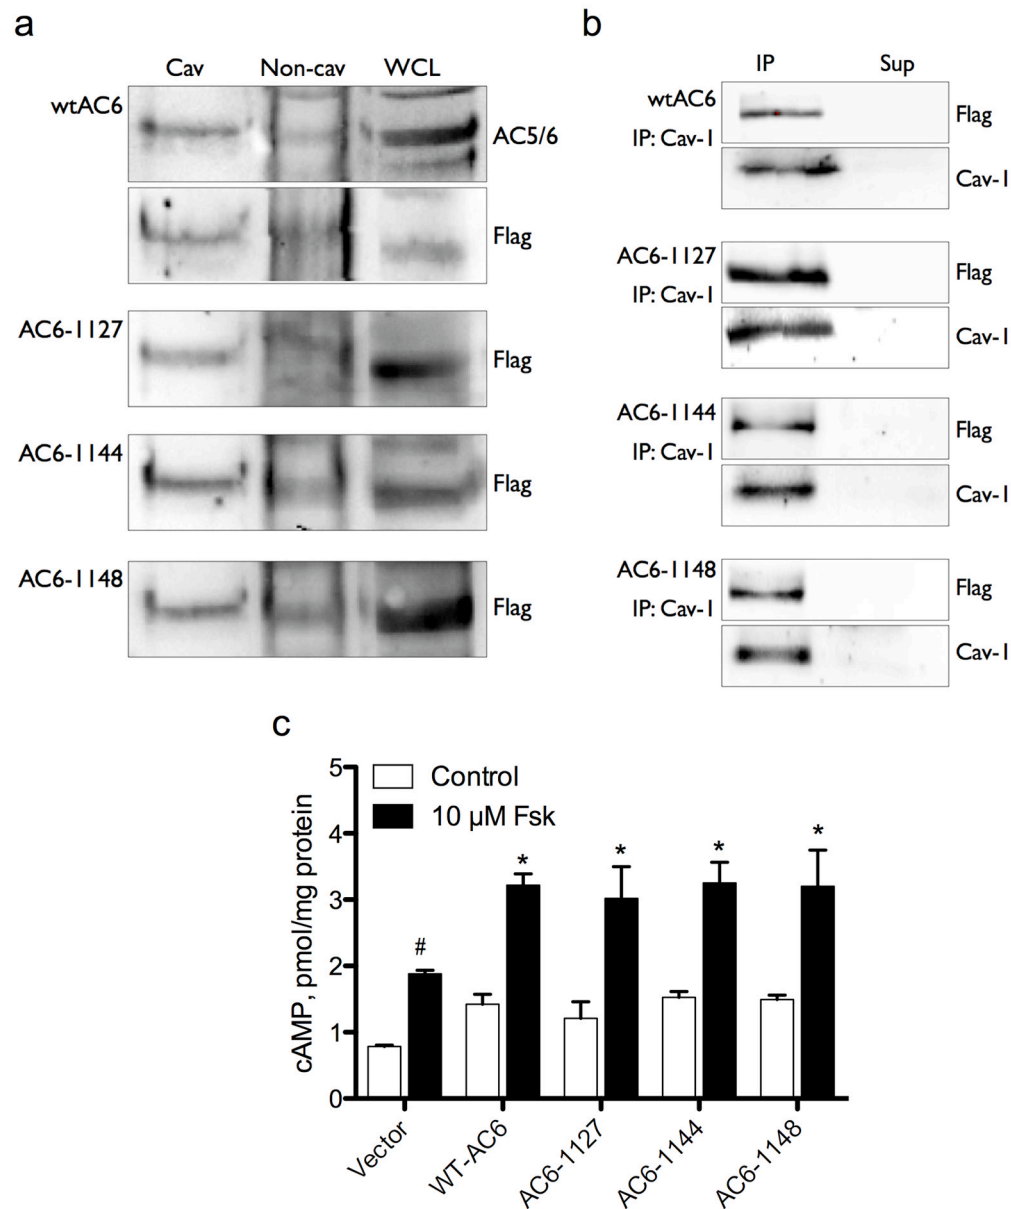 a
Cav Non-cav WCL
wtAC6
AC5/6
Flag
AC6-1127
Flag
AC6-1144
Flag
AC6-1148
Flag
b
IP Sup
wtAC6
IP: Cav-1
Flag
Cav-1
AC6-1127
IP: Cav-1
Flag
Cav-1
AC6-1144
IP: Cav-1
Flag
Cav-1
AC6-1148
IP: Cav-1
Flag
Cav-1
c
Control
10 µM Fsk
cAMP, pmol/mg protein
5
4
3
2
1
0
#
*
*
*
*
Vector
WT-AC6
AC6-1127
AC6-1144
AC6-1148